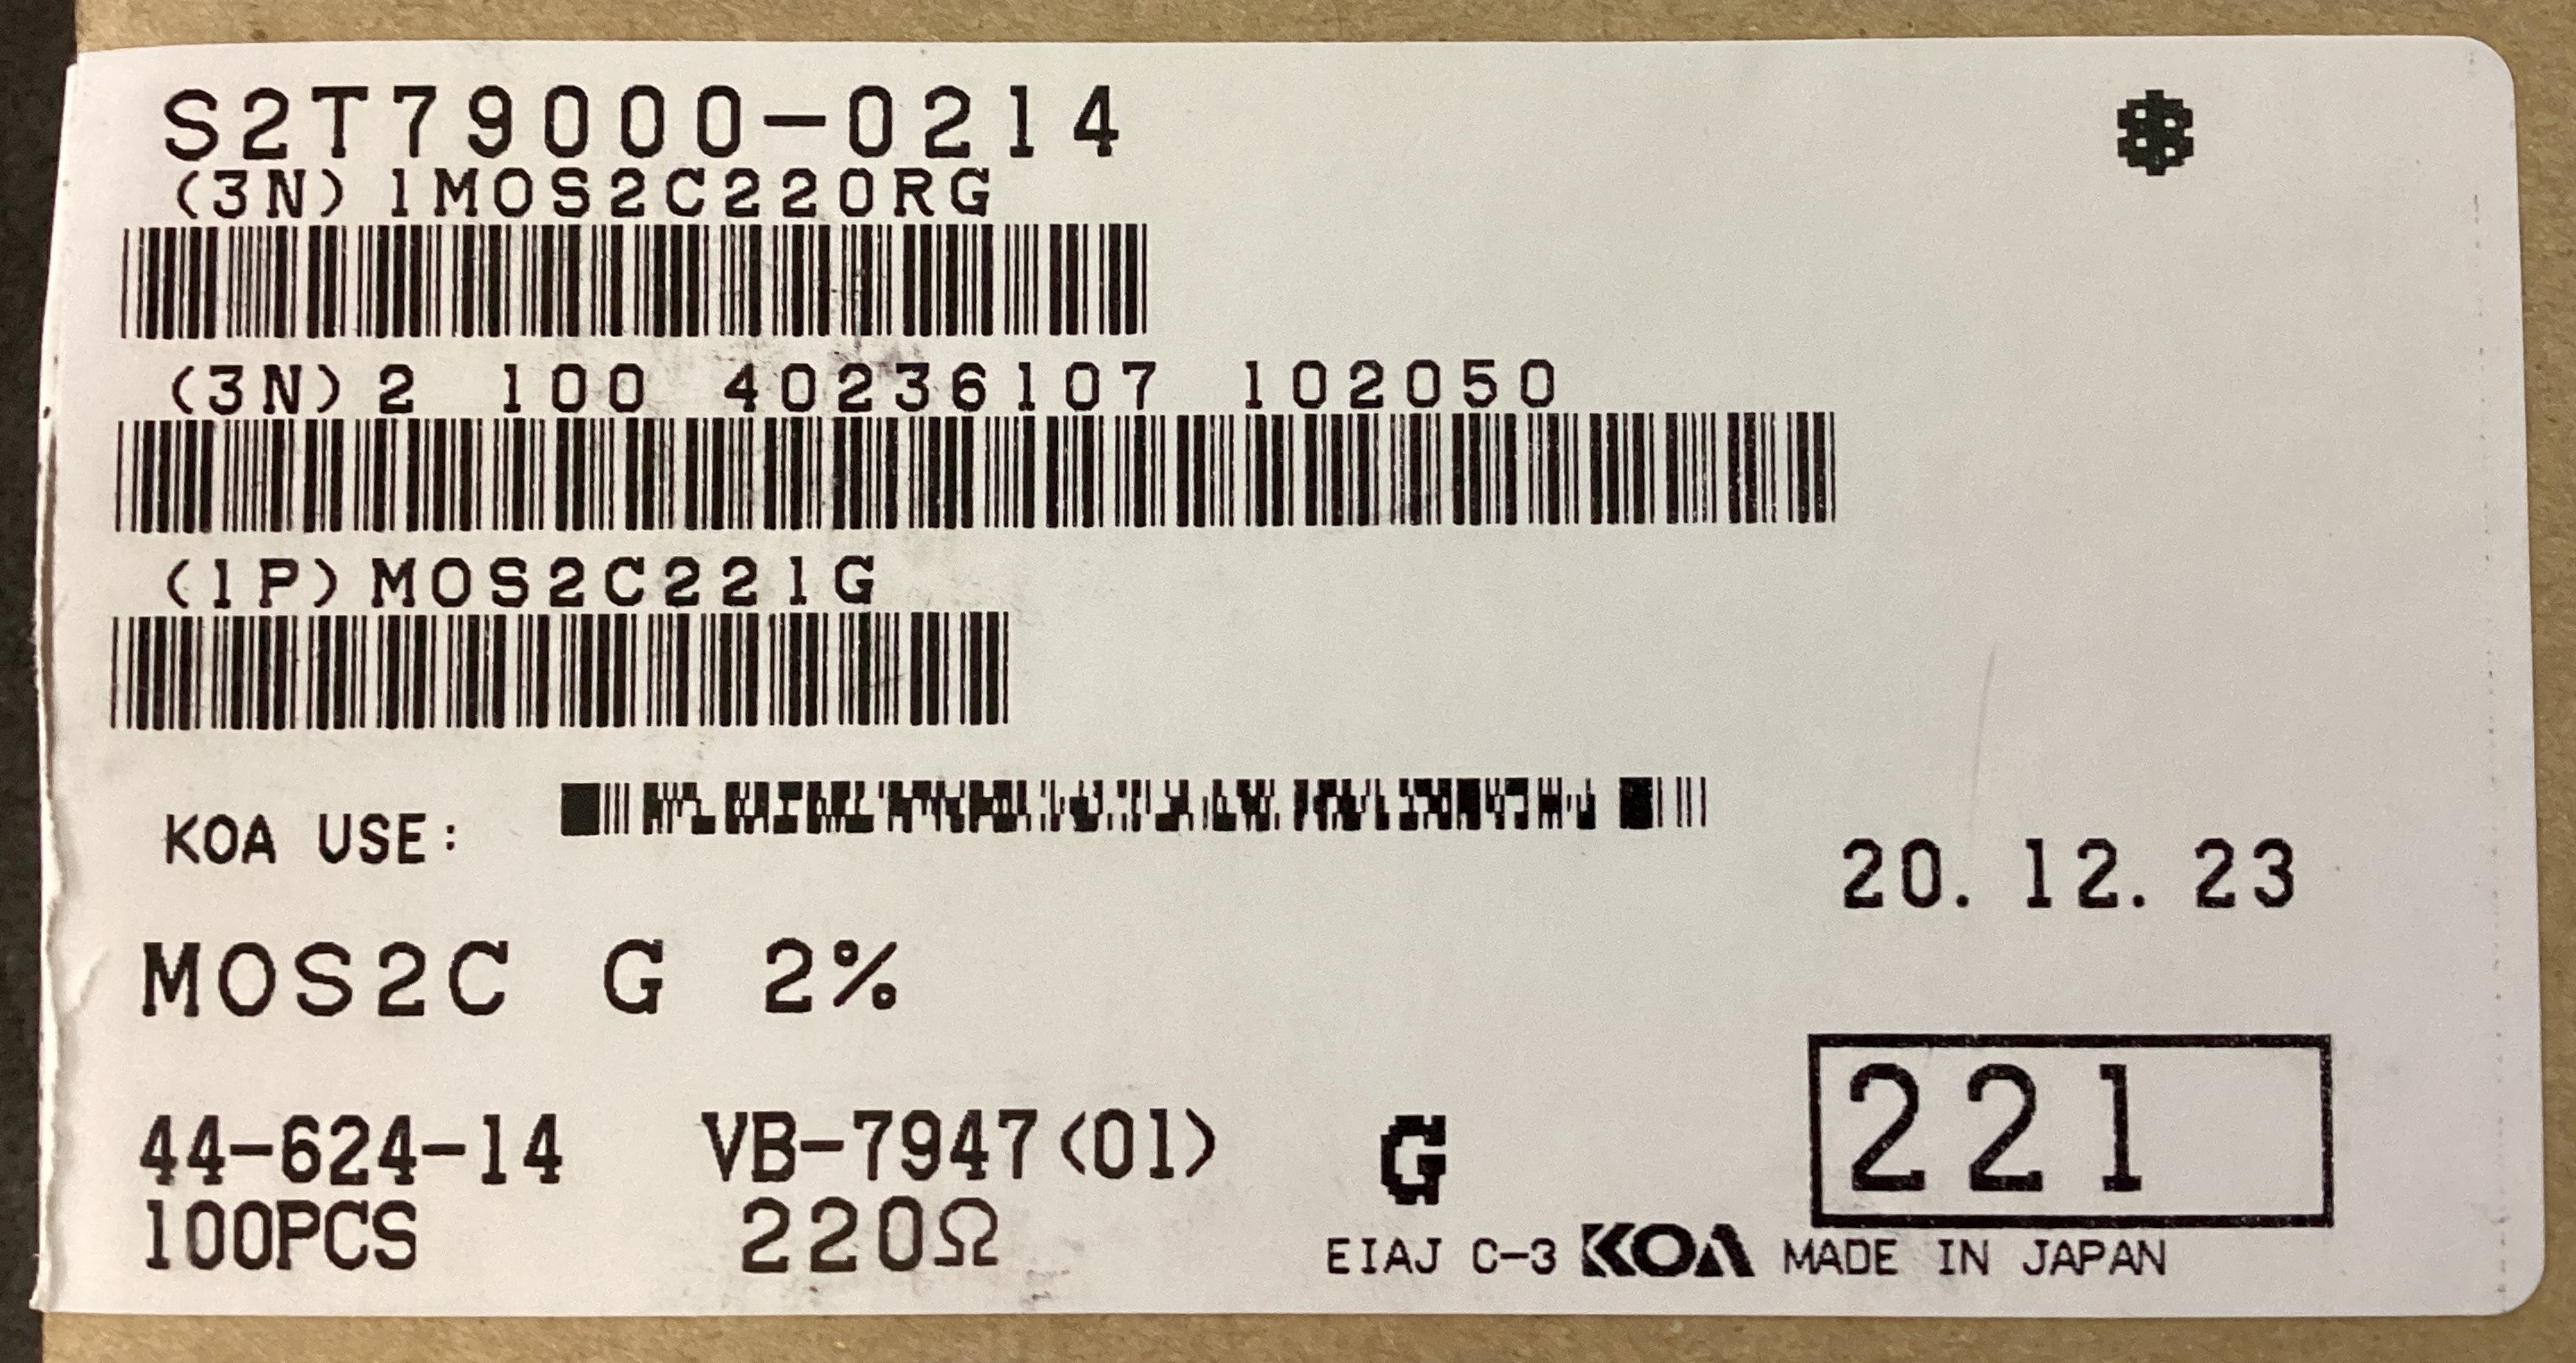 S2T79000-0214
(3N)1MOS2C220RG
(3N)2 100 40236107 102050
(1P)MOS2C221G
KOA USE:
20.12.23
MOS2C G 2%
221
44-624-14 VB-7947(01) G
100PCS 220Ω
EIAJ C-3 KOA MADE IN JAPAN